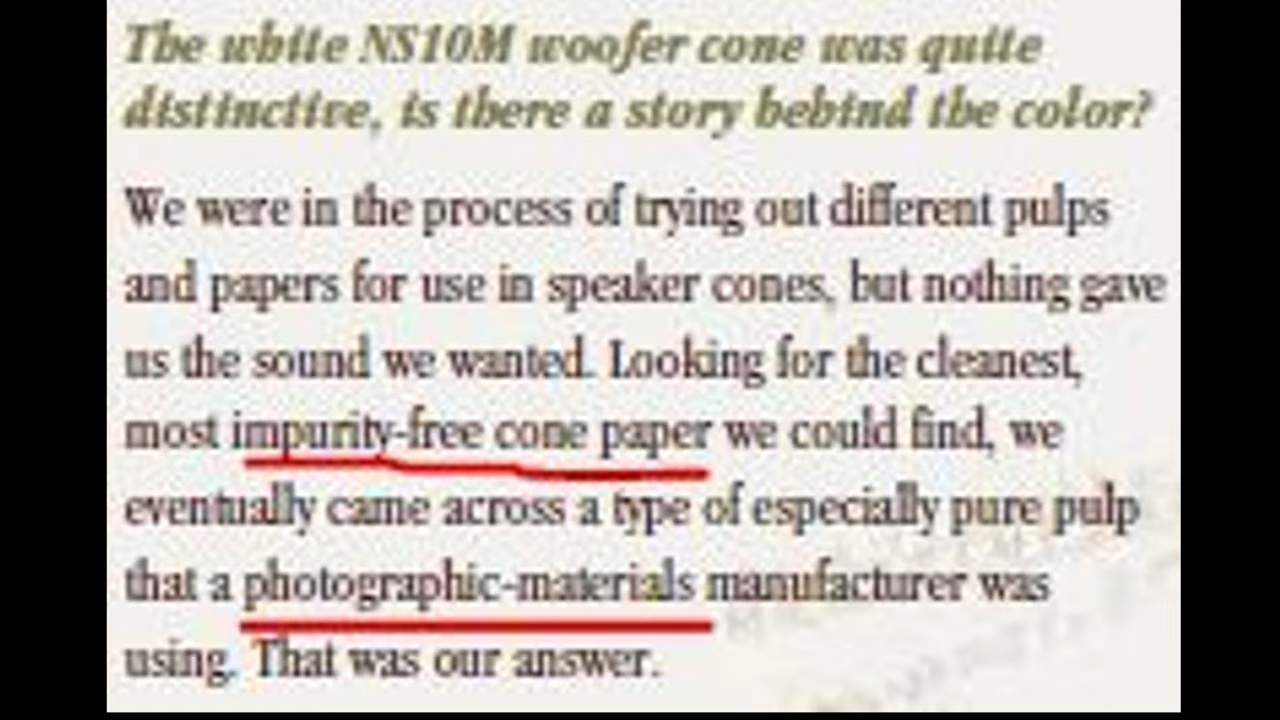 The white NS10M woofer cone was quite
distinctive, is there a story behind the color?
We were in the process of trying out different pulps
and papers for use in speaker cones, but nothing gave
us the sound we wanted. Looking for the cleanest,
most impurity-free cone paper we could find, we
eventually came across a type of especially pure pulp
that a photographic-materials manufacturer was
using. That was our answer.